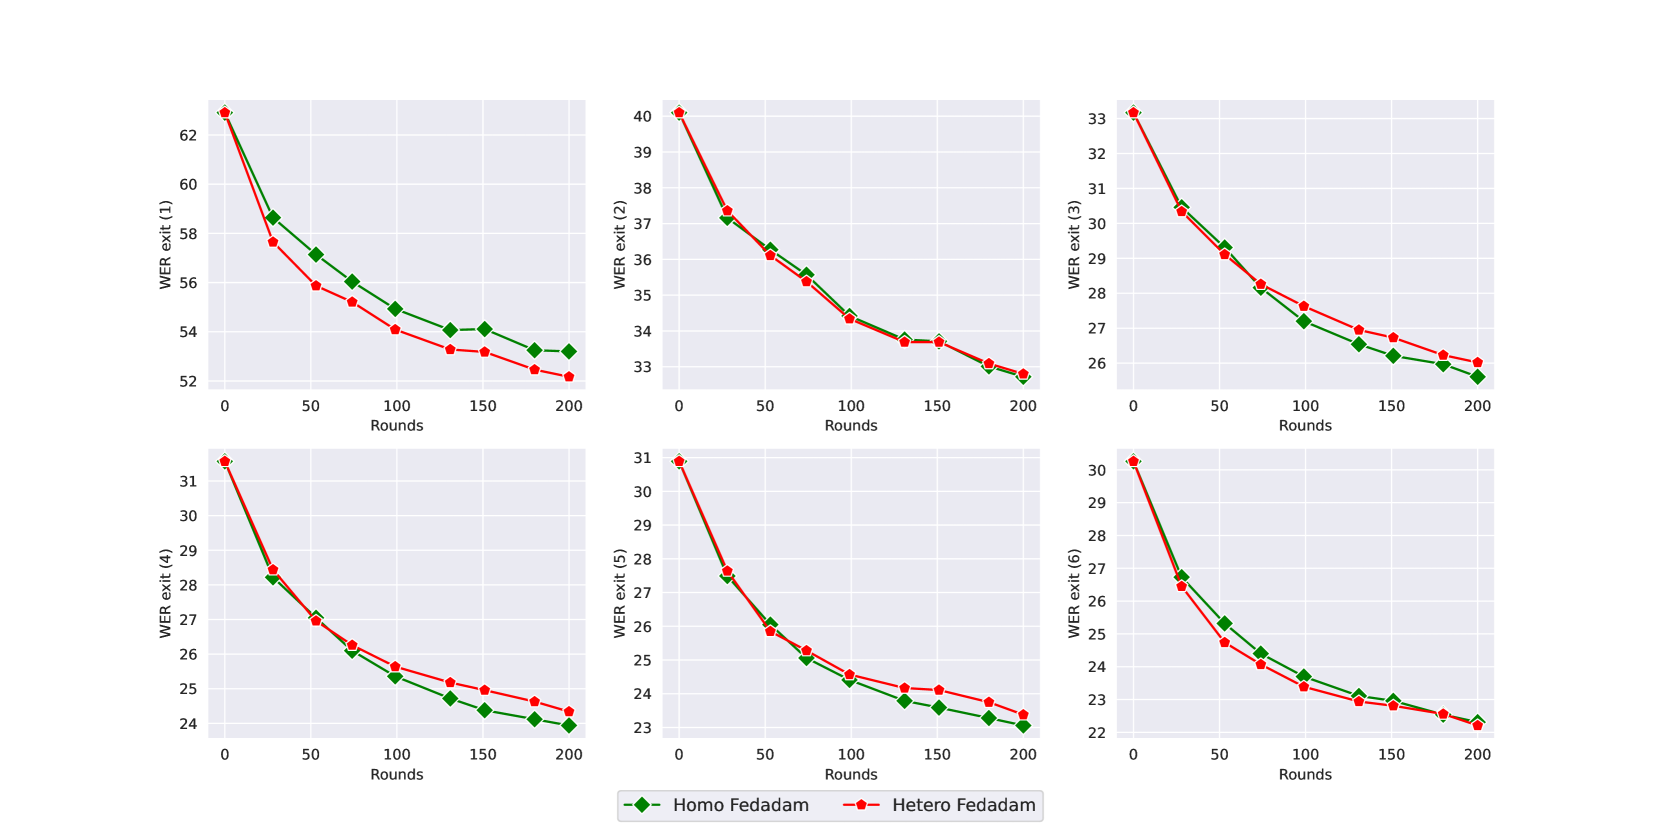 WER exit (1)
62
60
58
56
54
52
0 50 100 150 200
Rounds
WER exit (2)
40
39
38
37
36
35
34
33
0 50 100 150 200
Rounds
WER exit (3)
33
32
31
30
29
28
27
26
0 50 100 150 200
Rounds
WER exit (4)
31
30
29
28
27
26
25
24
0 50 100 150 200
Rounds
WER exit (5)
31
30
29
28
27
26
25
24
23
0 50 100 150 200
Rounds
WER exit (6)
30
29
28
27
26
25
24
23
22
0 50 100 150 200
Rounds
Homo Fedadam Hetero Fedadam